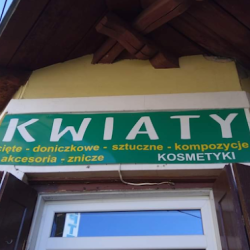 KWIATY
cięte - doniczkowe - sztuczne - kompozycje
akcesoria - znicze KOSMETYKI